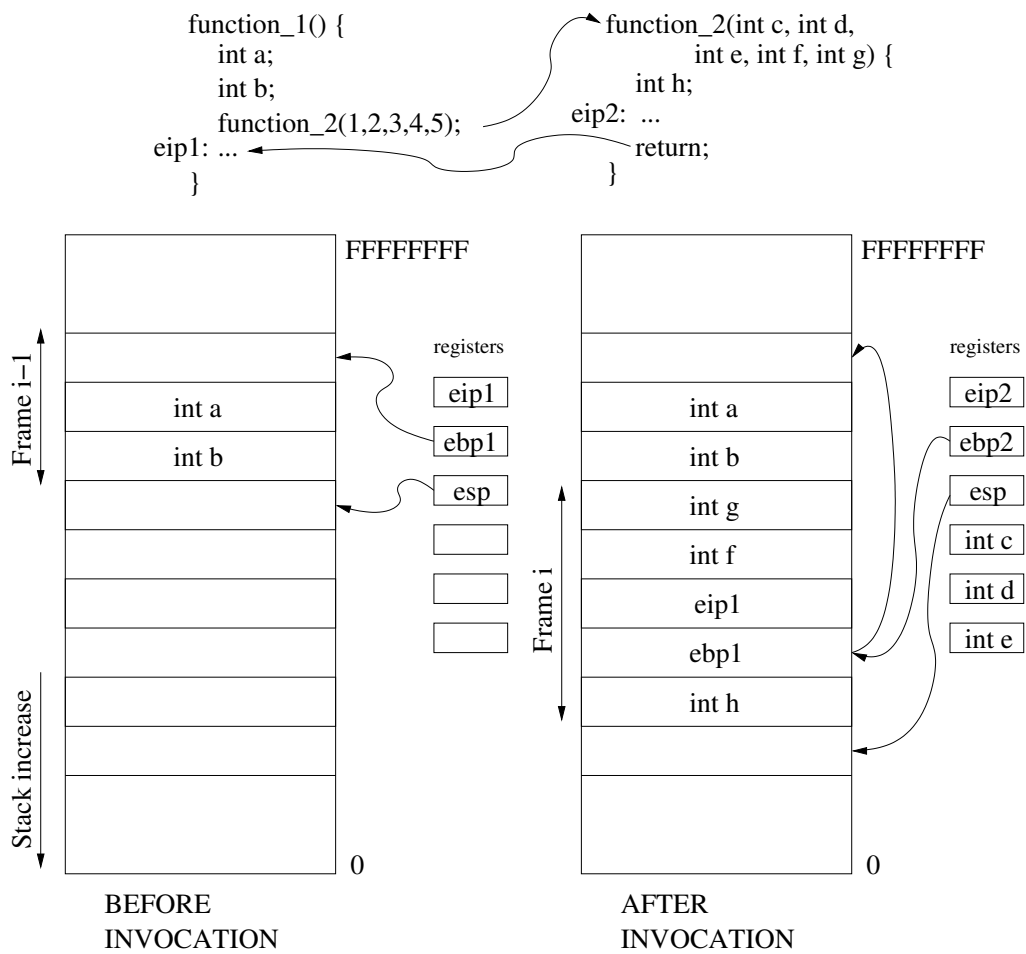 function_1() {
int a;
int b;
function_2(1,2,3,4,5);
eip1: ...
}
function_2(int c, int d,
int e, int f, int g) {
int h;
eip2: ...
return;
}
FFFFFFFF
Frame i−1
int a
int b
Stack increase
0
registers
eip1
ebp1
esp
BEFORE
INVOCATION
FFFFFFFF
int a
int b
Frame i
int g
int f
eip1
ebp1
int h
0
registers
eip2
ebp2
esp
int c
int d
int e
AFTER
INVOCATION